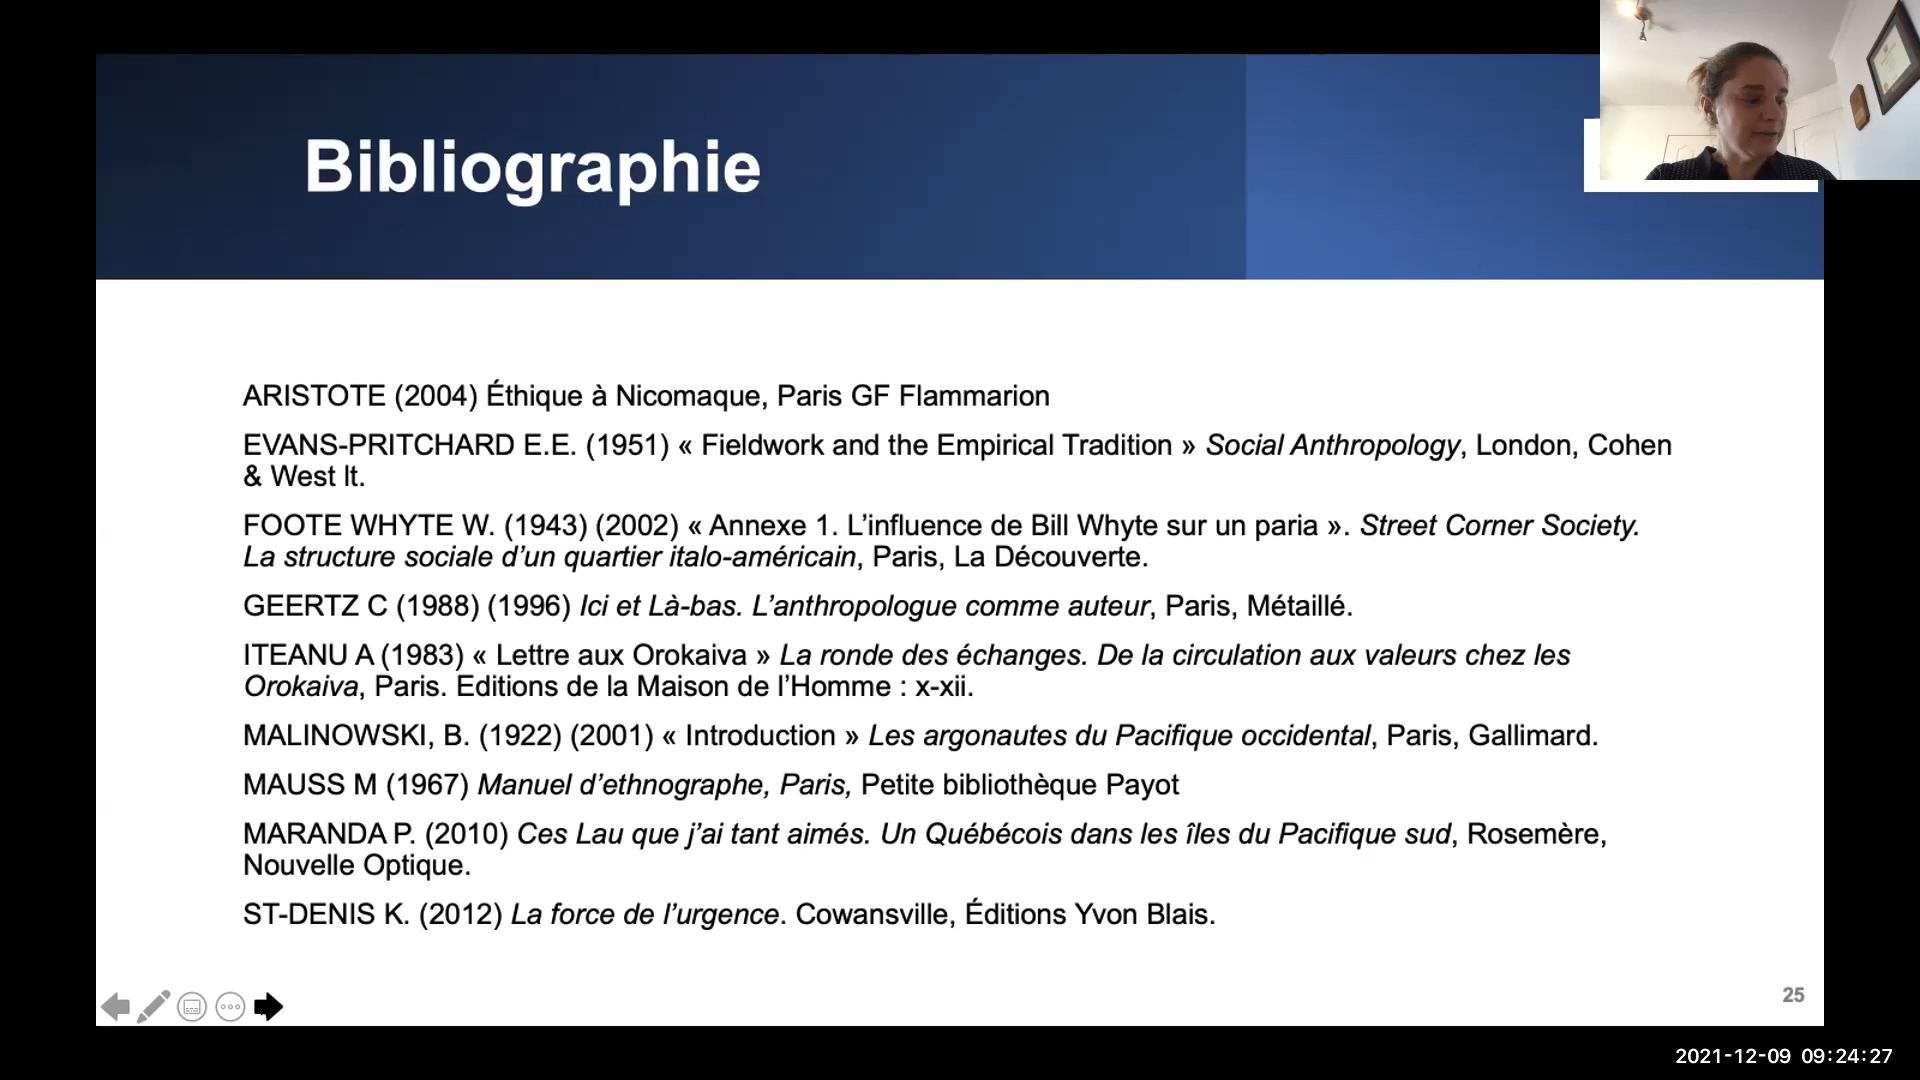 Bibliographie
ARISTOTE (2004) Éthique à Nicomaque, Paris GF Flammarion
EVANS-PRITCHARD E.E. (1951) « Fieldwork and the Empirical Tradition » Social Anthropology, London, Cohen
& West lt.
FOOTE WHYTE W. (1943) (2002) « Annexe 1. L’influence de Bill Whyte sur un paria ». Street Corner Society.
La structure sociale d’un quartier italo-américain, Paris, La Découverte.
GEERTZ C (1988) (1996) Ici et Là-bas. L’anthropologue comme auteur, Paris, Métaillé.
ITEANU A (1983) « Lettre aux Orokaiva » La ronde des échanges. De la circulation aux valeurs chez les
Orokaiva, Paris. Editions de la Maison de l’Homme : x-xii.
MALINOWSKI, B. (1922) (2001) « Introduction » Les argonautes du Pacifique occidental, Paris, Gallimard.
MAUSS M (1967) Manuel d’ethnographe, Paris, Petite bibliothèque Payot
MARANDA P. (2010) Ces Lau que j’ai tant aimés. Un Québécois dans les îles du Pacifique sud, Rosemère,
Nouvelle Optique.
ST-DENIS K. (2012) La force de l’urgence. Cowansville, Éditions Yvon Blais.
25
2021-12-09 09:24:27